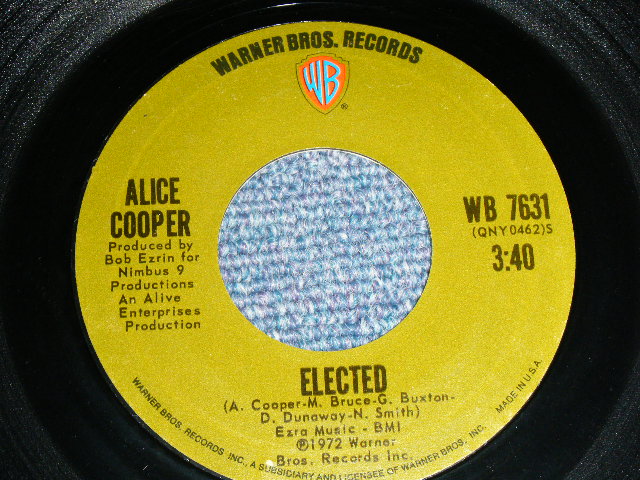 WARNER BROS. RECORDS
WB
®
ALICE
COOPER
Produced by
Bob Ezrin for
Nimbus 9
Productions
An Alive
Enterprises
Production
WB 7631
(QNY0462)S
3:40
ELECTED
(A. Cooper-M. Bruce-G. Buxton-
D. Dunaway-N. Smith)
Ezra Music - BMI
℗1972 Warner
Bros. Records Inc.
WARNER BROS. RECORDS INC., A SUBSIDIARY AND LICENSEE OF WARNER BROS. INC. MADE IN U.S.A.